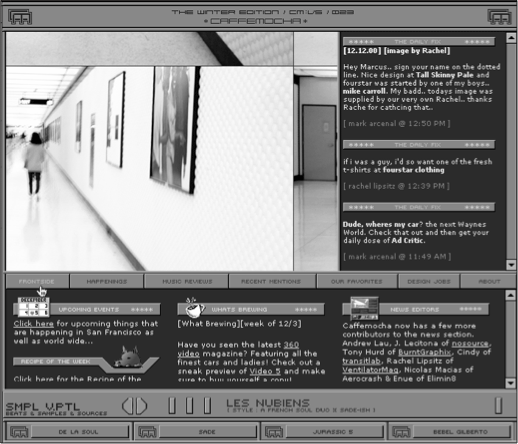 THE WINTER EDITION / CM:V5 / 029
CAFFEMOCHA
THE DAILY FIX
[12.12.00] [image by Rachel]
Hey Marcus.. sign your name on the dotted
line. Nice design at Tall Skinny Pale and
fourstar was started by one of my boys..
mike carroll. My badd.. todays image was
supplied by our very own Rachel.. thanks
Rache for cathcing that..
[ mark arcenal @ 12:50 PM ]
THE DAILY FIX
if i was a guy, i'd so want one of the fresh
t-shirts at fourstar clothing
[ rachel lipsitz @ 12:39 PM ]
THE DAILY FIX
Dude, wheres my car? the next Waynes
World. Check that out and then get your
daily dose of Ad Critic.
[ mark arcenal @ 11:49 AM ]
FRONTSIDE
HAPPENINGS
MUSIC REVIEWS
RECENT MENTIONS
OUR FAVORITES
DESIGN JOBS
ABOUT
DECEMBER
UPCOMING EVENTS
Click here for upcoming things that
are happening in San Francisco as
well as world wide...
RECIPE OF THE WEEK
Click here for the Recipe of the
WHATS BREWING
[What Brewing][week of 12/3]
Have you seen the latest 360
video magazine? Featuring all the
finest cars and ladies! Check out a
sneak preview of Video 5 and make
sure to buy yourself a copy!
NEWS EDITORS
Caffemocha now has a few more
contributors to the news section.
Andrew Lau, J. Lecitona of nosource,
Tony Hurd of BurntGraphix, Cindy of
transitlab, Rachel Lipsitz of
VentilatorMag, Nicolas Macias of
Aerocrash & Enue of Elimin8
SMPL V.PTL
BEATS & SAMPLES & SOURCES
LES NUBIENS
[ STYLE : A FRENCH SOUL DUO X SADE-ISH ]
DE LA SOUL
SADE
JURASSIC 5
BEBEL GILBERTO